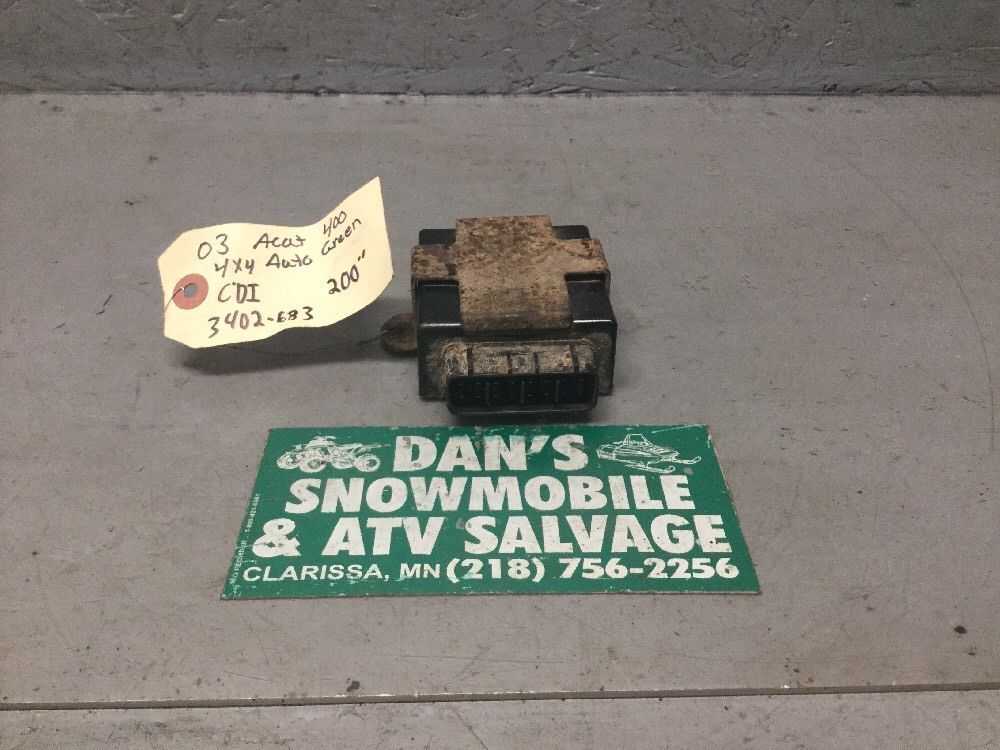 03 Acat 400
4x4 Auto Green
CDI 200"
3402-683
DAN'S
SNOWMOBILE
& ATV SALVAGE
CLARISSA, MN (218) 756-2256